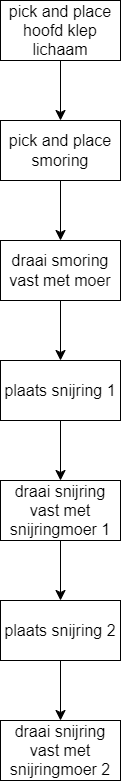 pick and place
hoofd klep
lichaam
pick and place
smoring
draai smoring
vast met moer
plaats snijring 1
draai snijring
vast met
snijringmoer 1
plaats snijring 2
draai snijring
vast met
snijringmoer 2